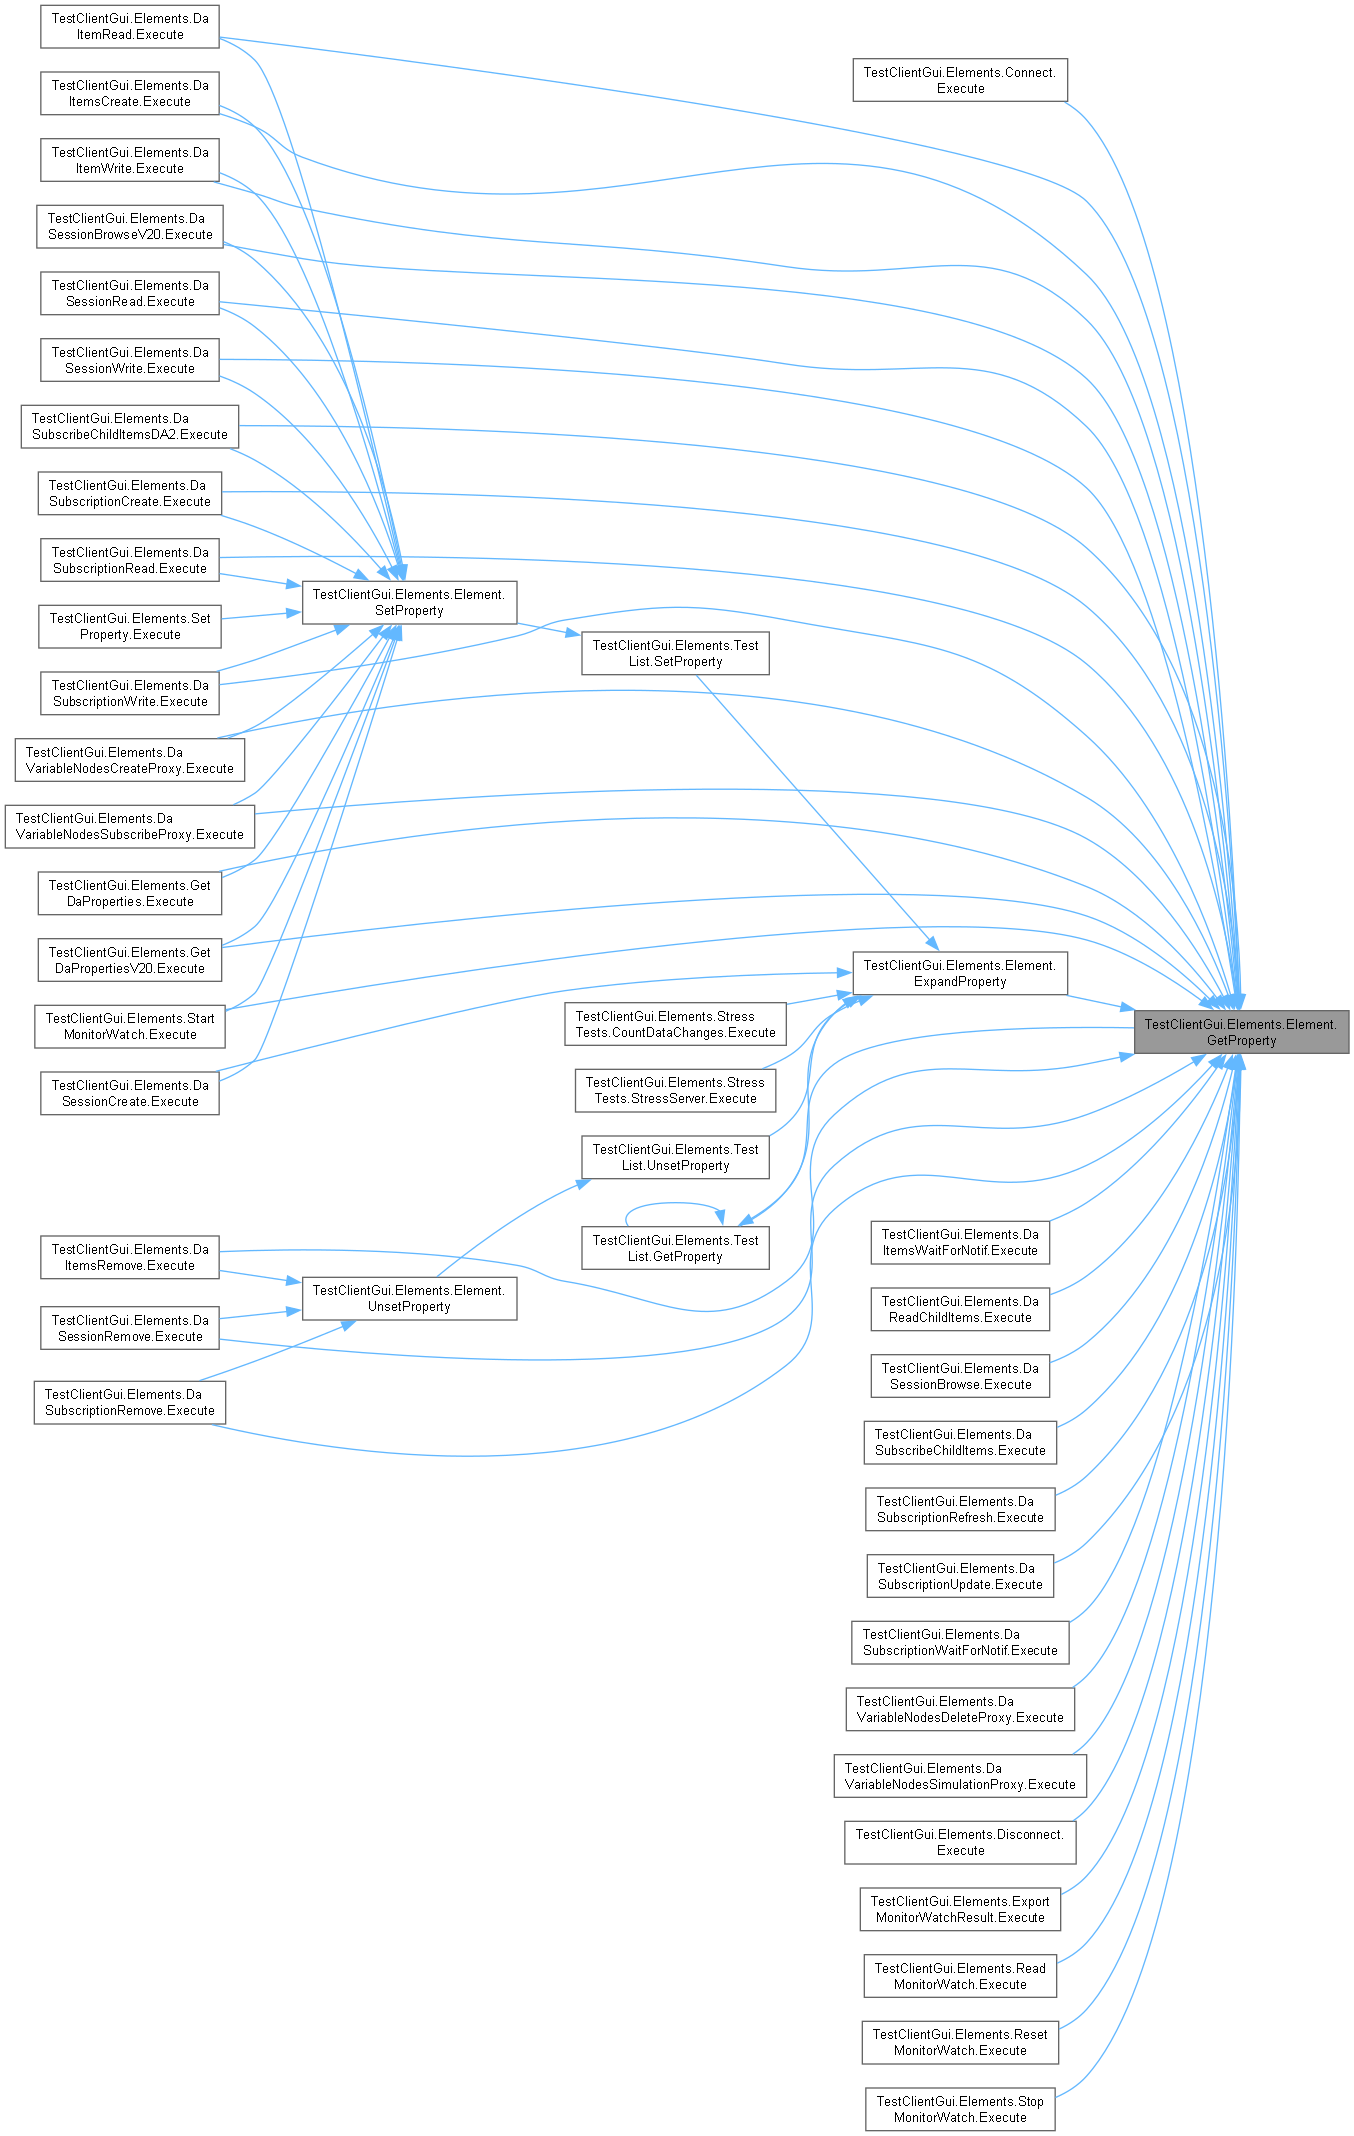 TestClientGui.Elements.Da
ItemRead.Execute
TestClientGui.Elements.Da
ItemsCreate.Execute
TestClientGui.Elements.Da
ItemWrite.Execute
TestClientGui.Elements.Da
SessionBrowseV20.Execute
TestClientGui.Elements.Da
SessionRead.Execute
TestClientGui.Elements.Da
SessionWrite.Execute
TestClientGui.Elements.Da
SubscribeChildItemsDA2.Execute
TestClientGui.Elements.Da
SubscriptionCreate.Execute
TestClientGui.Elements.Da
SubscriptionRead.Execute
TestClientGui.Elements.Set
Property.Execute
TestClientGui.Elements.Da
SubscriptionWrite.Execute
TestClientGui.Elements.Da
VariableNodesCreateProxy.Execute
TestClientGui.Elements.Da
VariableNodesSubscribeProxy.Execute
TestClientGui.Elements.Get
DaProperties.Execute
TestClientGui.Elements.Get
DaPropertiesV20.Execute
TestClientGui.Elements.Start
MonitorWatch.Execute
TestClientGui.Elements.Da
SessionCreate.Execute
TestClientGui.Elements.Da
ItemsRemove.Execute
TestClientGui.Elements.Da
SessionRemove.Execute
TestClientGui.Elements.Da
SubscriptionRemove.Execute
TestClientGui.Elements.Element.
SetProperty
TestClientGui.Elements.Element.
UnsetProperty
TestClientGui.Elements.Test
List.SetProperty
TestClientGui.Elements.Stress
Tests.CountDataChanges.Execute
TestClientGui.Elements.Stress
Tests.StressServer.Execute
TestClientGui.Elements.Test
List.UnsetProperty
TestClientGui.Elements.Test
List.GetProperty
TestClientGui.Elements.Connect.
Execute
TestClientGui.Elements.Element.
ExpandProperty
TestClientGui.Elements.Da
ItemsWaitForNotif.Execute
TestClientGui.Elements.Da
ReadChildItems.Execute
TestClientGui.Elements.Da
SessionBrowse.Execute
TestClientGui.Elements.Da
SubscribeChildItems.Execute
TestClientGui.Elements.Da
SubscriptionRefresh.Execute
TestClientGui.Elements.Da
SubscriptionUpdate.Execute
TestClientGui.Elements.Da
SubscriptionWaitForNotif.Execute
TestClientGui.Elements.Da
VariableNodesDeleteProxy.Execute
TestClientGui.Elements.Da
VariableNodesSimulationProxy.Execute
TestClientGui.Elements.Disconnect.
Execute
TestClientGui.Elements.Export
MonitorWatchResult.Execute
TestClientGui.Elements.Read
MonitorWatch.Execute
TestClientGui.Elements.Reset
MonitorWatch.Execute
TestClientGui.Elements.Stop
MonitorWatch.Execute
TestClientGui.Elements.Element.
GetProperty